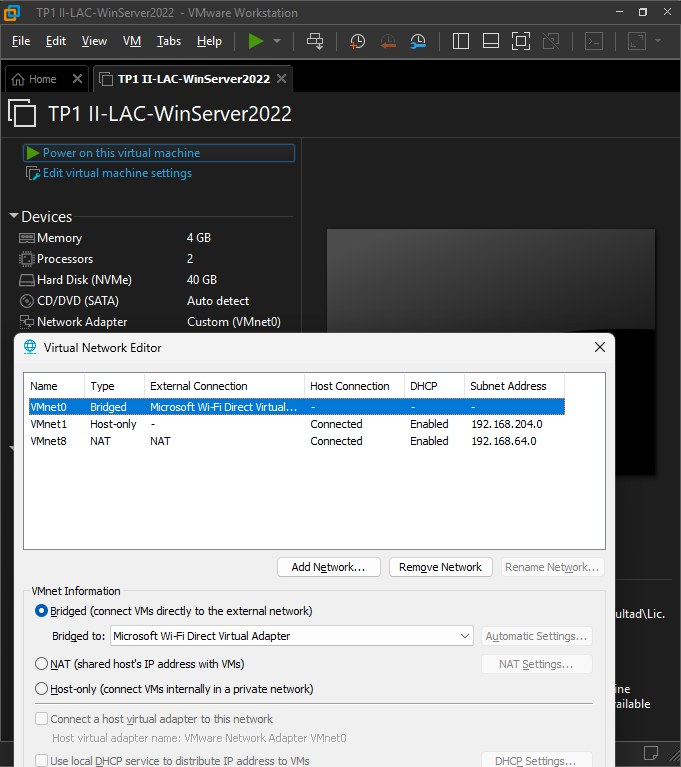 TP1 II-LAC-WinServer2022 - VMware Workstation
File Edit View VM Tabs Help
Home TP1 II-LAC-WinServer2022
TP1 II-LAC-WinServer2022
Power on this virtual machine
Edit virtual machine settings
Devices
Memory 4 GB
Processors 2
Hard Disk (NVMe) 40 GB
CD/DVD (SATA) Auto detect
Network Adapter Custom (VMnet0)
Virtual Network Editor
Name Type External Connection Host Connection DHCP Subnet Address
VMnet0 Bridged Microsoft Wi-Fi Direct Virtual... - - -
VMnet1 Host-only - Connected Enabled 192.168.204.0
VMnet8 NAT NAT Connected Enabled 192.168.64.0
Add Network... Remove Network Rename Network...
VMnet Information
Bridged (connect VMs directly to the external network)
ultad\Lic.
Bridged to: Microsoft Wi-Fi Direct Virtual Adapter Automatic Settings...
NAT (shared host's IP address with VMs) NAT Settings...
Host-only (connect VMs internally in a private network)
ine
ailable
Connect a host virtual adapter to this network
Host virtual adapter name: VMware Network Adapter VMnet0
Use local DHCP service to distribute IP address to VMs DHCP Settings...